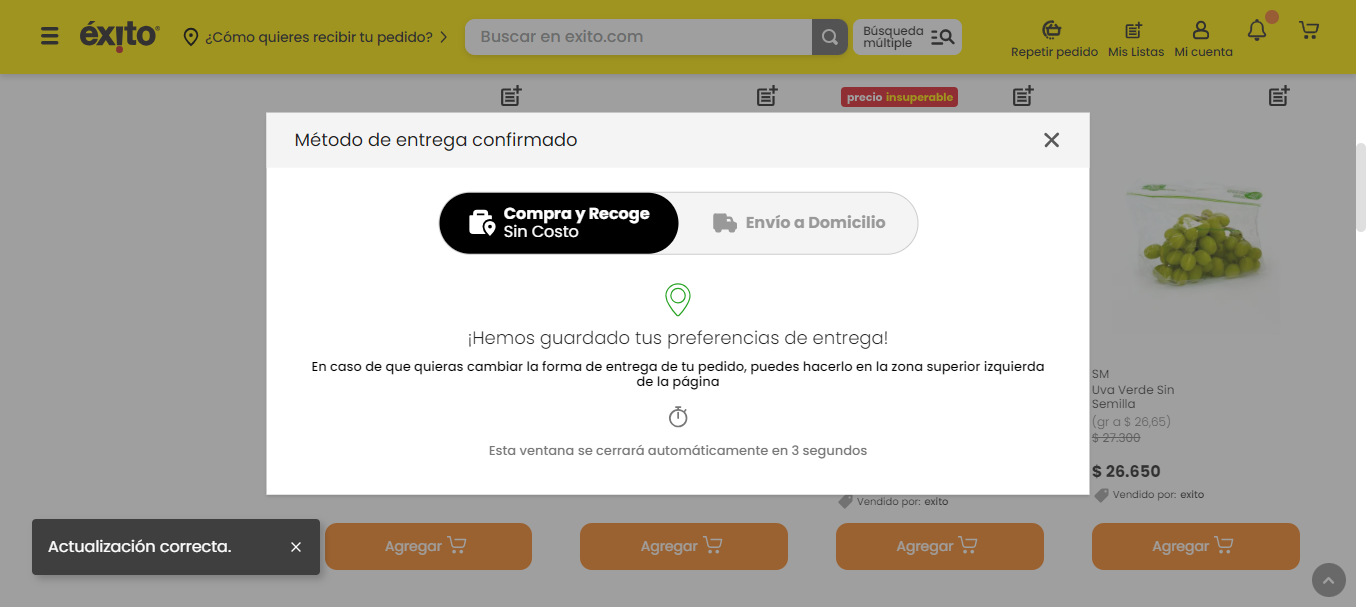 éxito
¿Cómo quieres recibir tu pedido?
Buscar en exito.com
Búsqueda
múltiple
Repetir pedido
Mis Listas
Mi cuenta
precio insuperable
Método de entrega confirmado
Compra y Recoge
Sin Costo
Envío a Domicilio
¡Hemos guardado tus preferencias de entrega!
En caso de que quieras cambiar la forma de entrega de tu pedido, puedes hacerlo en la zona superior izquierda
de la página
Esta ventana se cerrará automáticamente en 3 segundos
SM
Uva Verde Sin
Semilla
(gr a $ 26,65)
$ 27.300
$ 26.650
Vendido por: exito
Vendido por: exito
Actualización correcta.
Agregar
Agregar
Agregar
Agregar